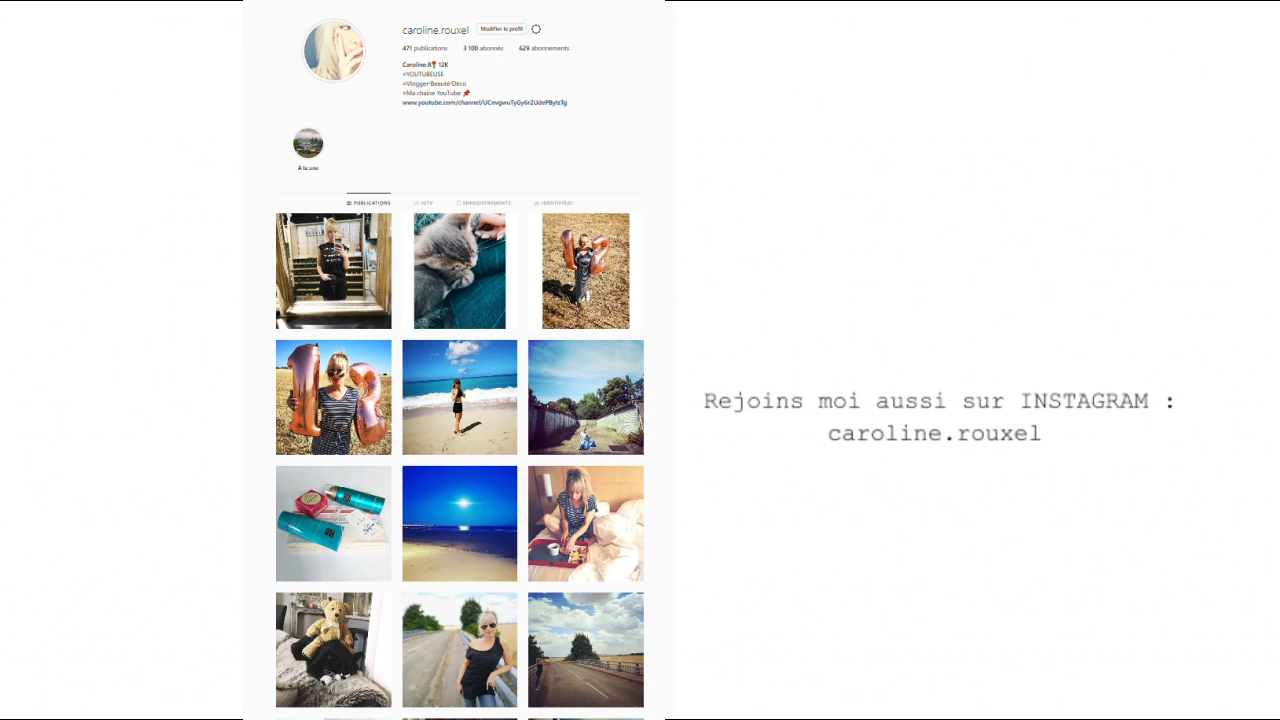 caroline.rouxel Modifier le profil
471 publications 3 100 abonnés 629 abonnements
Caroline.R🎈 12K
¤YOUTUBEUSE
¤Vlogger•Beauté•Déco
¤Ma chaine YouTube 📌
À la une
PUBLICATIONS IGTV ENREGISTREMENTS IDENTIFIÉ(E)
Rejoins moi aussi sur INSTAGRAM :
caroline.rouxel